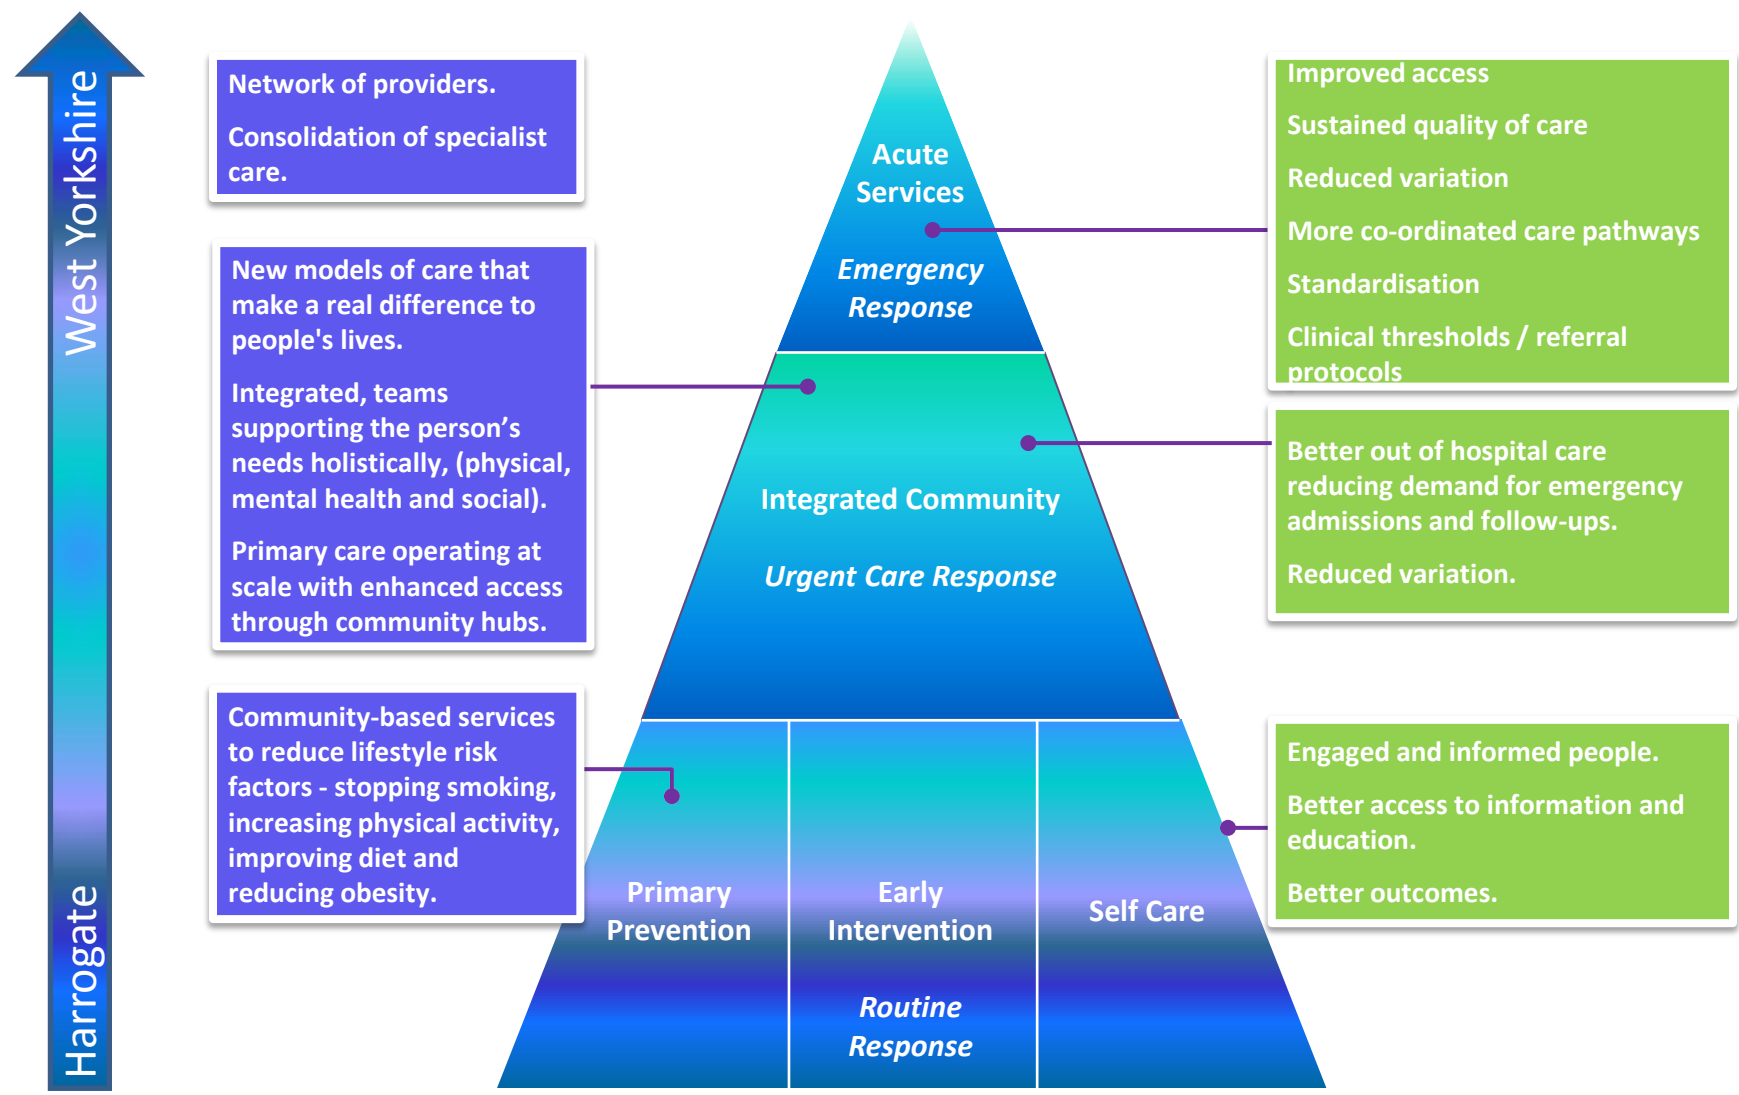 West Yorkshire
Harrogate
Network of providers.
Consolidation of specialist
care.
New models of care that
make a real difference to
people's lives.
Integrated, teams
supporting the person’s
needs holistically, (physical,
mental health and social).
Primary care operating at
scale with enhanced access
through community hubs.
Community-based services
to reduce lifestyle risk
factors - stopping smoking,
increasing physical activity,
improving diet and
reducing obesity.
Acute
Services
Emergency
Response
Integrated Community
Urgent Care Response
Primary
Prevention
Early
Intervention
Routine
Response
Self Care
Improved access
Sustained quality of care
Reduced variation
More co-ordinated care pathways
Standardisation
Clinical thresholds / referral
protocols
Better out of hospital care
reducing demand for emergency
admissions and follow-ups.
Reduced variation.
Engaged and informed people.
Better access to information and
education.
Better outcomes.